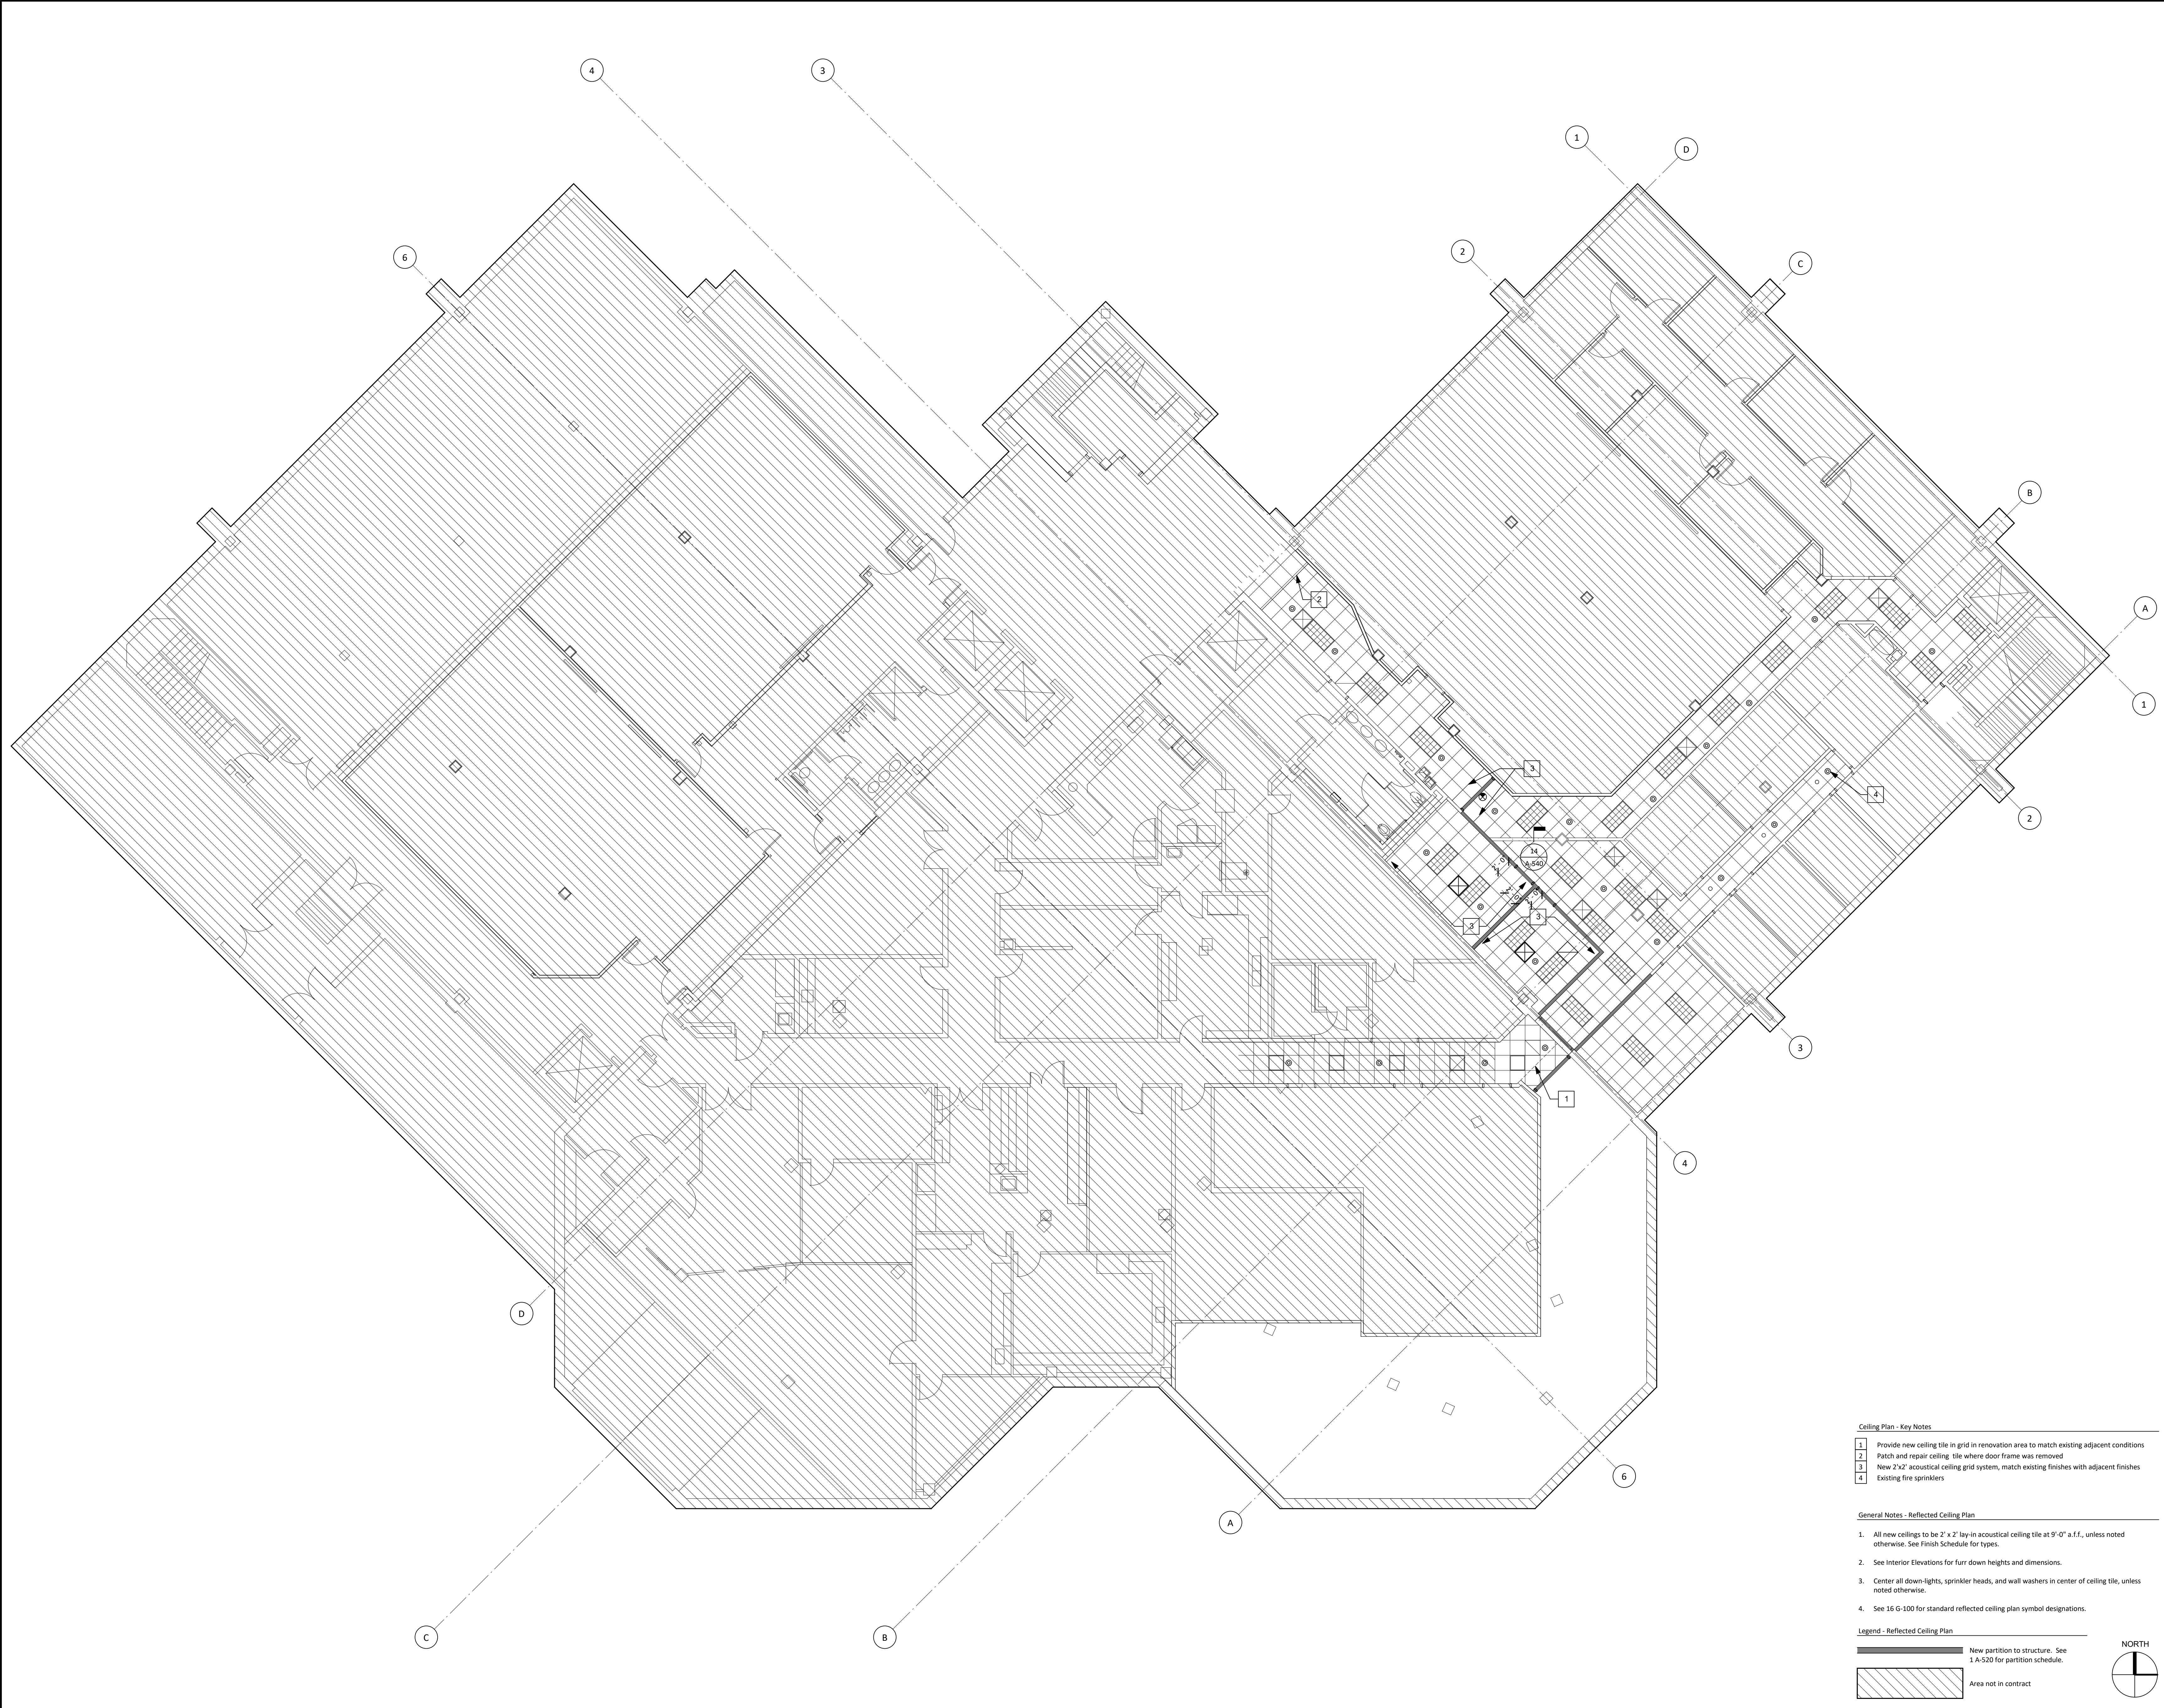 4
3
1
D
6
2
C
B
A
2
1
3
4
2
14
A-540
3
3
3
1
4
D
6
A
C
B
Ceiling Plan - Key Notes
1 Provide new ceiling tile in grid in renovation area to match existing adjacent conditions
2 Patch and repair ceiling tile where door frame was removed
3 New 2'x2' acoustical ceiling grid system, match existing finishes with adjacent finishes
4 Existing fire sprinklers
General Notes - Reflected Ceiling Plan
1. All new ceilings to be 2' x 2' lay-in acoustical ceiling tile at 9'-0" a.f.f., unless noted
otherwise. See Finish Schedule for types.
2. See Interior Elevations for furr down heights and dimensions.
3. Center all down-lights, sprinkler heads, and wall washers in center of ceiling tile, unless
noted otherwise.
4. See 16 G-100 for standard reflected ceiling plan symbol designations.
Legend - Reflected Ceiling Plan
New partition to structure. See
1 A-520 for partition schedule.
Area not in contract
NORTH